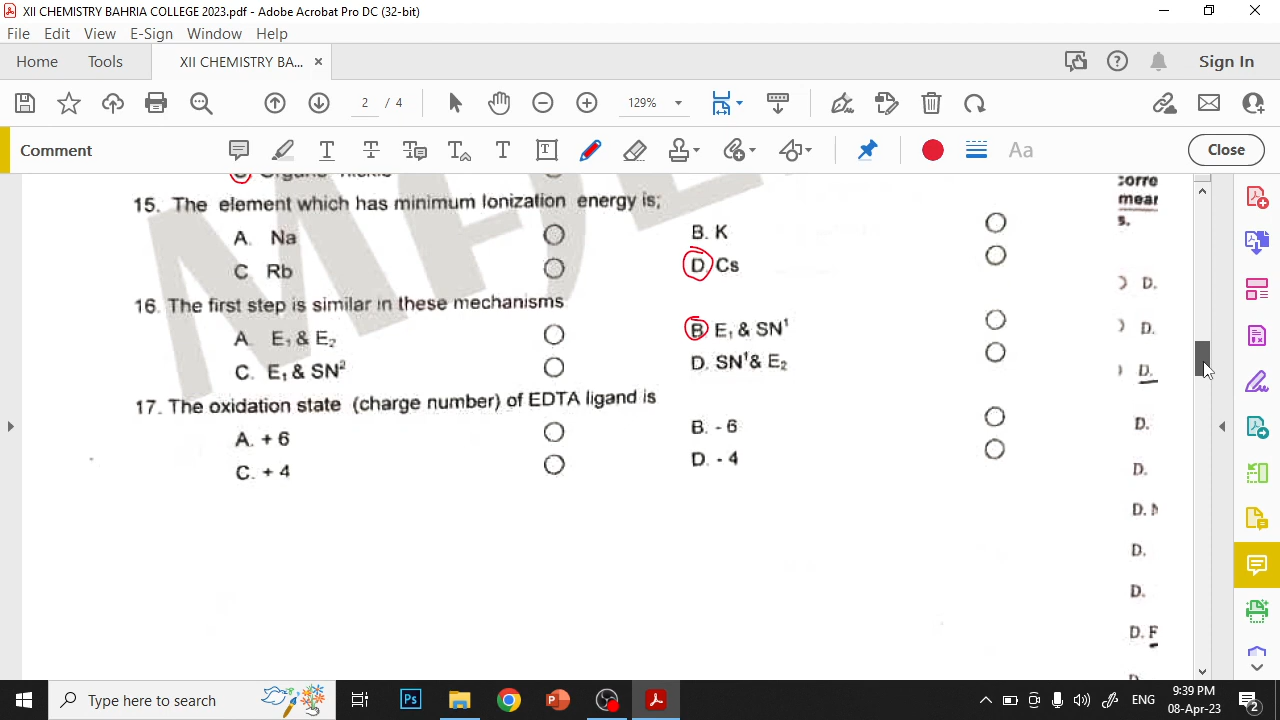 XII CHEMISTRY BAHRIA COLLEGE 2023.pdf - Adobe Acrobat Pro DC (32-bit)
File Edit View E-Sign Window Help
Home Tools XII CHEMISTRY BA... × Sign In
2 / 4 129%
Comment Aa Close
15. The element which has minimum Ionization energy is;
A. Na B. K
C Rb D. Cs
16. The first step is similar in these mechanisms
A. E₁ & E₂ B E₁ & SN¹
C. E₁ & SN² D. SN¹& E₂
17. The oxidation state (charge number) of EDTA ligand is
A. + 6 B. - 6
C. + 4 D. - 4
mear
s.
D.
D.
D.
D.
D.
D.
D.
D.
D. F
Type here to search
ENG
9:39 PM
08-Apr-23
2